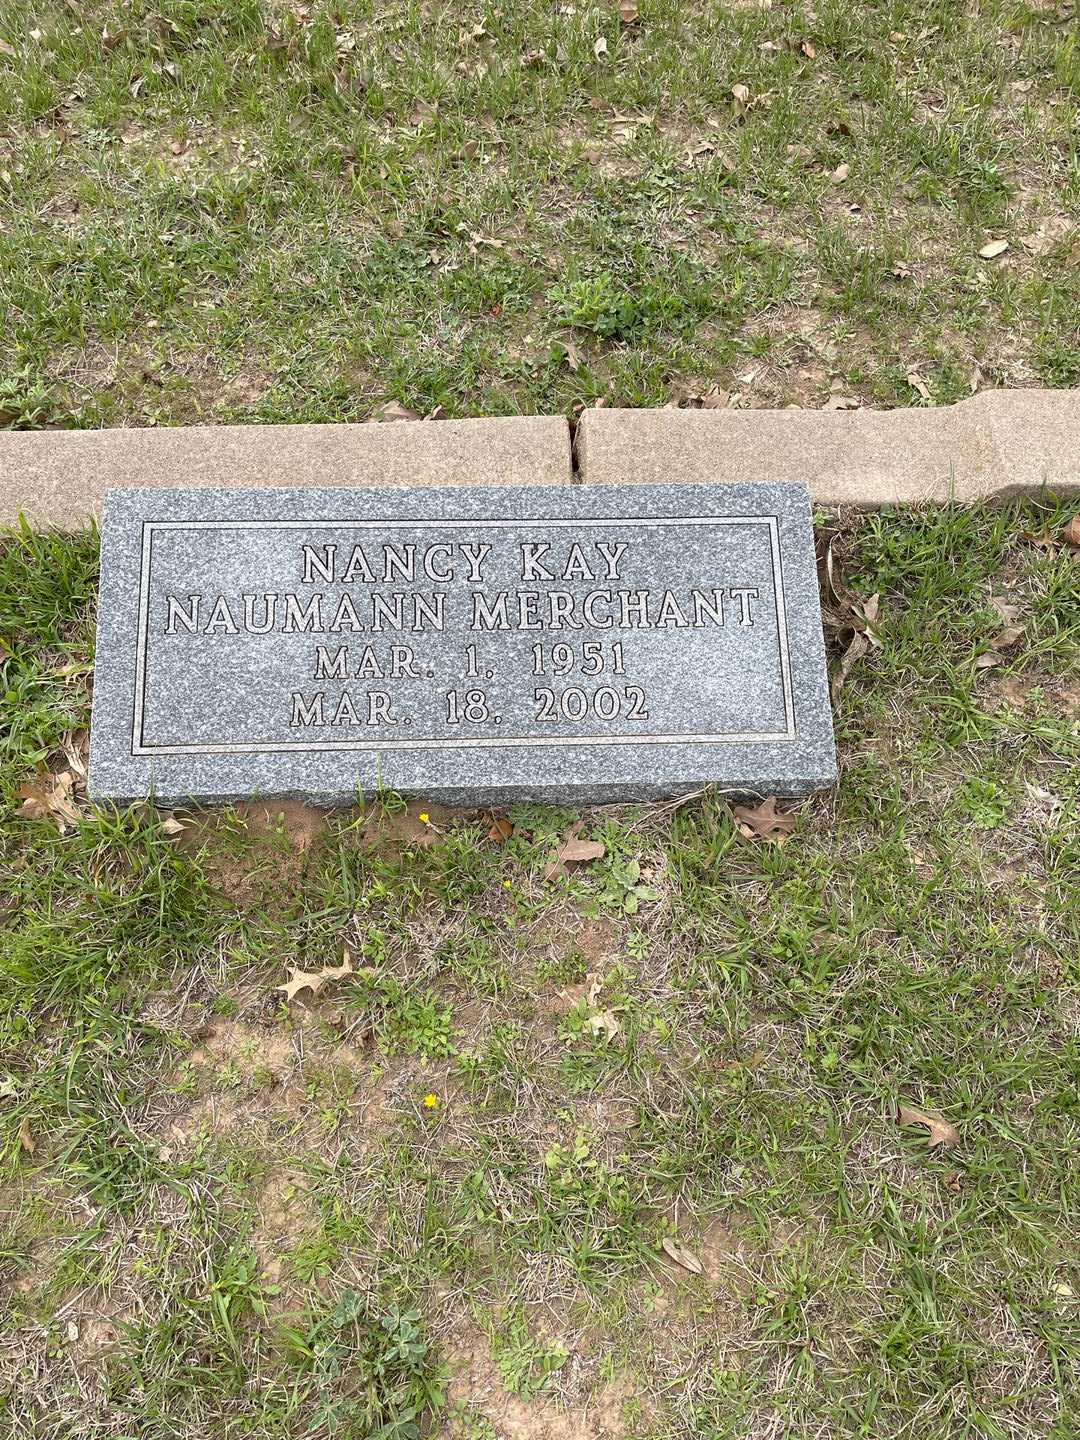 NANCY KAY
NAUMANN MERCHANT
MAR. 1, 1951
MAR. 18. 2002